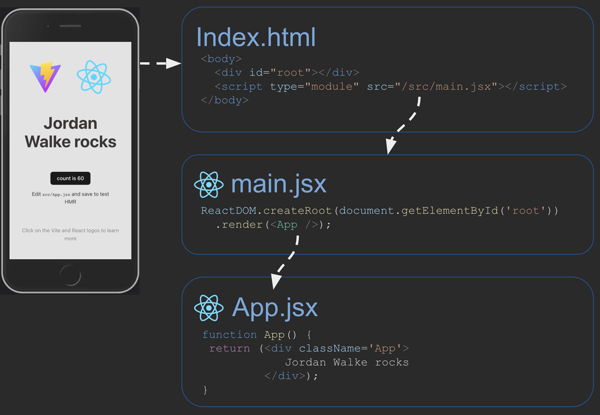 Jordan
Walke rocks
count is 60
Edit src/App.jsx and save to test
HMR
Click on the Vite and React logos to learn
more
Index.html
<body>
<div id="root"></div>
<script type="module" src="/src/main.jsx"></script>
</body>
main.jsx
ReactDOM.createRoot(document.getElementById('root'))
.render(<App />);
App.jsx
function App() {
return (<div className='App'>
Jordan Walke rocks
</div>);
}